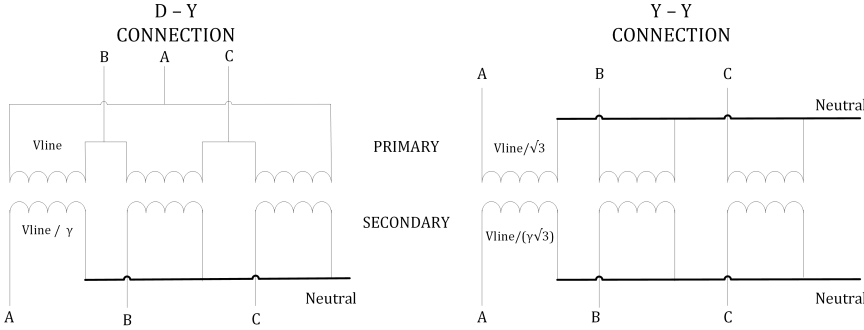 D – Y
CONNECTION
B A C
Vline
Vline / γ
Neutral
A B C
PRIMARY
SECONDARY
Y – Y
CONNECTION
A B C
Neutral
Vline/√3
Vline/(γ√3)
Neutral
A B C